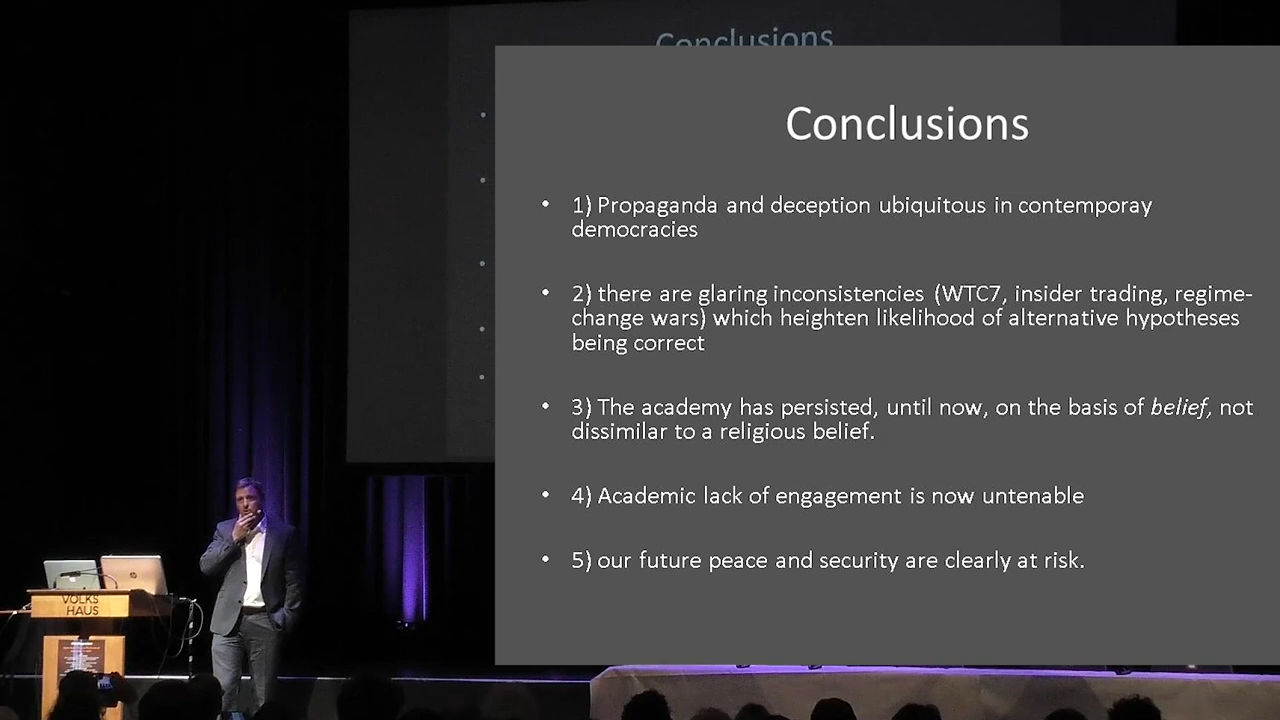 Conclusions
Conclusions
• 1) Propaganda and deception ubiquitous in contemporay
democracies
• 2) there are glaring inconsistencies (WTC7, insider trading, regime-
change wars) which heighten likelihood of alternative hypotheses
being correct
• 3) The academy has persisted, until now, on the basis of belief, not
dissimilar to a religious belief.
• 4) Academic lack of engagement is now untenable
• 5) our future peace and security are clearly at risk.
VOLKS
HAUS